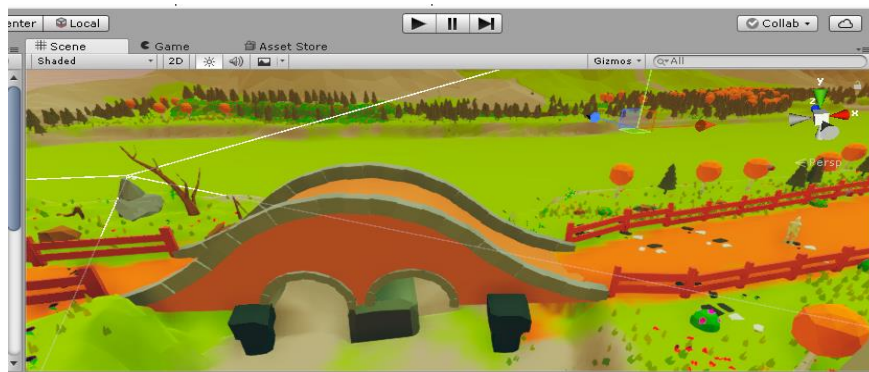 enter Local Collab
Scene Game Asset Store
Shaded 2D Gizmos All
y
z x
Persp